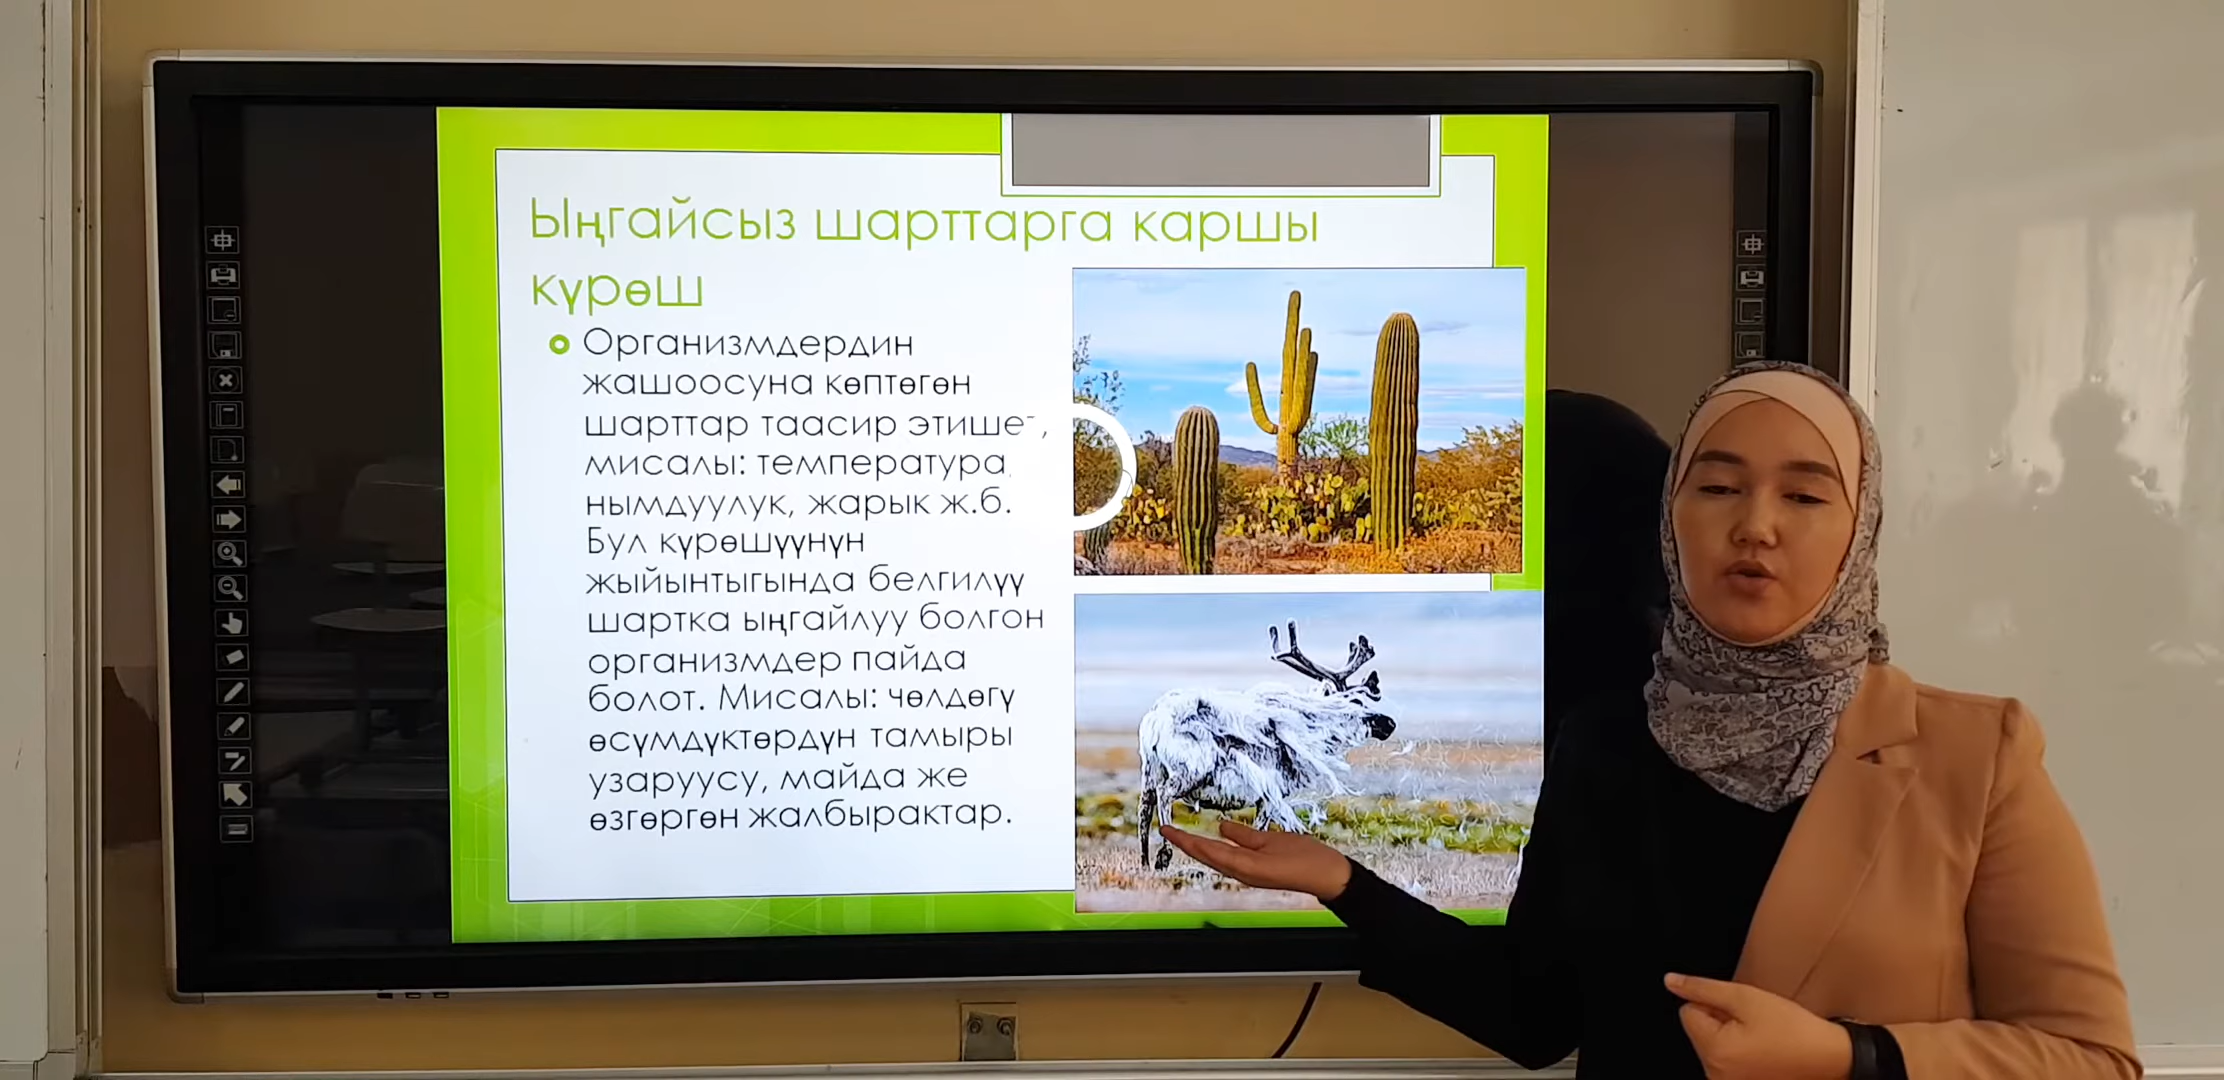 Ыңгайсыз шарттарга каршы
күрөш
Организмдердин
жашоосуна көптөгөн
шарттар таасир этишет,
мисалы: температура
нымдуулук, жарык ж.б.
Бул күрөшүүнүн
жыйынтыгында белгилүү
шартка ыңгайлуу болгон
организмдер пайда
болот. Мисалы: чөлдөгү
өсүмдүктөрдүн тамыры
узаруусу, майда же
өзгөргөн жалбырактар.